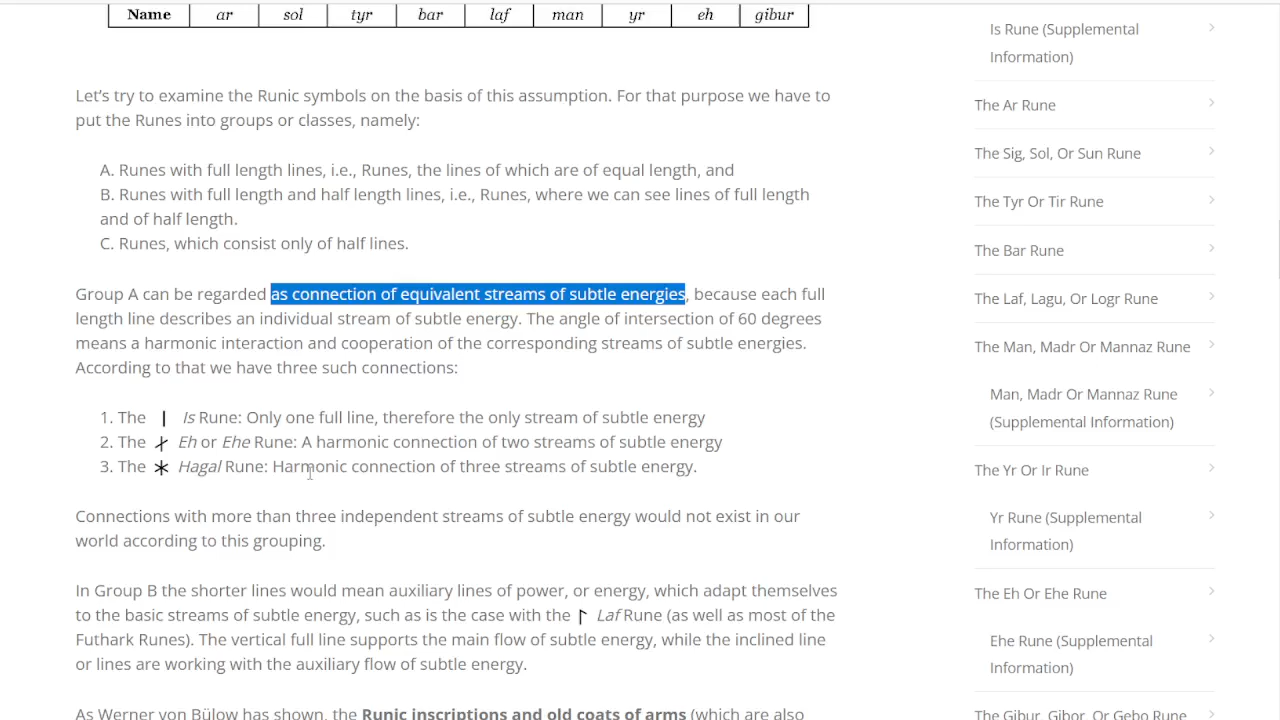 Name ar sol tyr bar laf man yr eh gibur
Let’s try to examine the Runic symbols on the basis of this assumption. For that purpose we have to
put the Runes into groups or classes, namely:
A. Runes with full length lines, i.e., Runes, the lines of which are of equal length, and
B. Runes with full length and half length lines, i.e., Runes, where we can see lines of full length
and of half length.
C. Runes, which consist only of half lines.
Group A can be regarded as connection of equivalent streams of subtle energies, because each full
length line describes an individual stream of subtle energy. The angle of intersection of 60 degrees
means a harmonic interaction and cooperation of the corresponding streams of subtle energies.
According to that we have three such connections:
1. The Is Rune: Only one full line, therefore the only stream of subtle energy
2. The Eh or Ehe Rune: A harmonic connection of two streams of subtle energy
3. The Hagal Rune: Harmonic connection of three streams of subtle energy.
Connections with more than three independent streams of subtle energy would not exist in our
world according to this grouping.
In Group B the shorter lines would mean auxiliary lines of power, or energy, which adapt themselves
to the basic streams of subtle energy, such as is the case with the Laf Rune (as well as most of the
Futhark Runes). The vertical full line supports the main flow of subtle energy, while the inclined line
or lines are working with the auxiliary flow of subtle energy.
As Werner von Bülow has shown, the Runic inscriptions and old coats of arms (which are also
Is Rune (Supplemental
Information)
The Ar Rune
The Sig, Sol, Or Sun Rune
The Tyr Or Tir Rune
The Bar Rune
The Laf, Lagu, Or Logr Rune
The Man, Madr Or Mannaz Rune
Man, Madr Or Mannaz Rune
(Supplemental Information)
The Yr Or Ir Rune
Yr Rune (Supplemental
Information)
The Eh Or Ehe Rune
Ehe Rune (Supplemental
Information)
The Gibur, Gibor, Or Gebo Rune